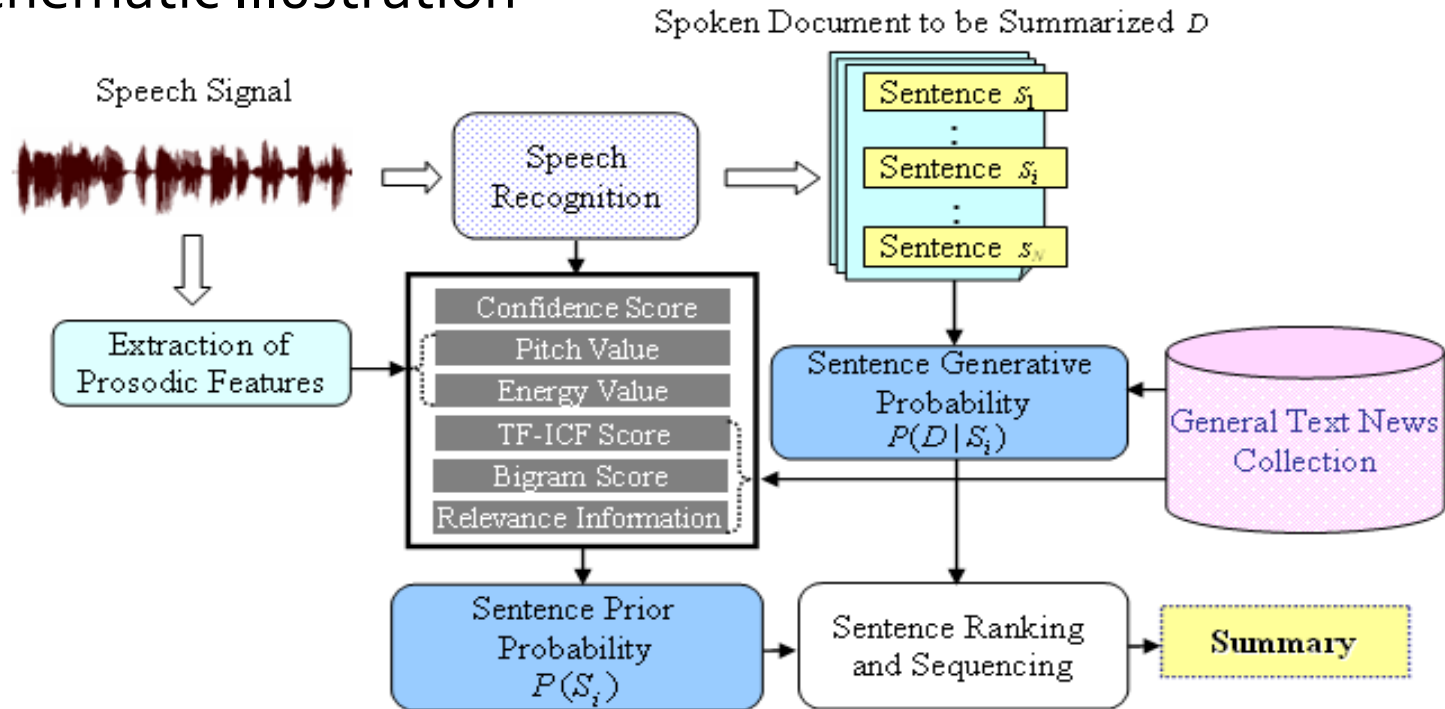 Schematic Illustration
Spoken Document to be Summarized D
Speech Signal
Sentence s1
:
Sentence si
:
Sentence sN
Speech
Recognition
Confidence Score
Pitch Value
Energy Value
TF-ICF Score
Bigram Score
Relevance Information
Extraction of
Prosodic Features
Sentence Generative
Probability
P(D|Si)
General Text News
Collection
Sentence Prior
Probability
P(Si)
Sentence Ranking
and Sequencing
Summary